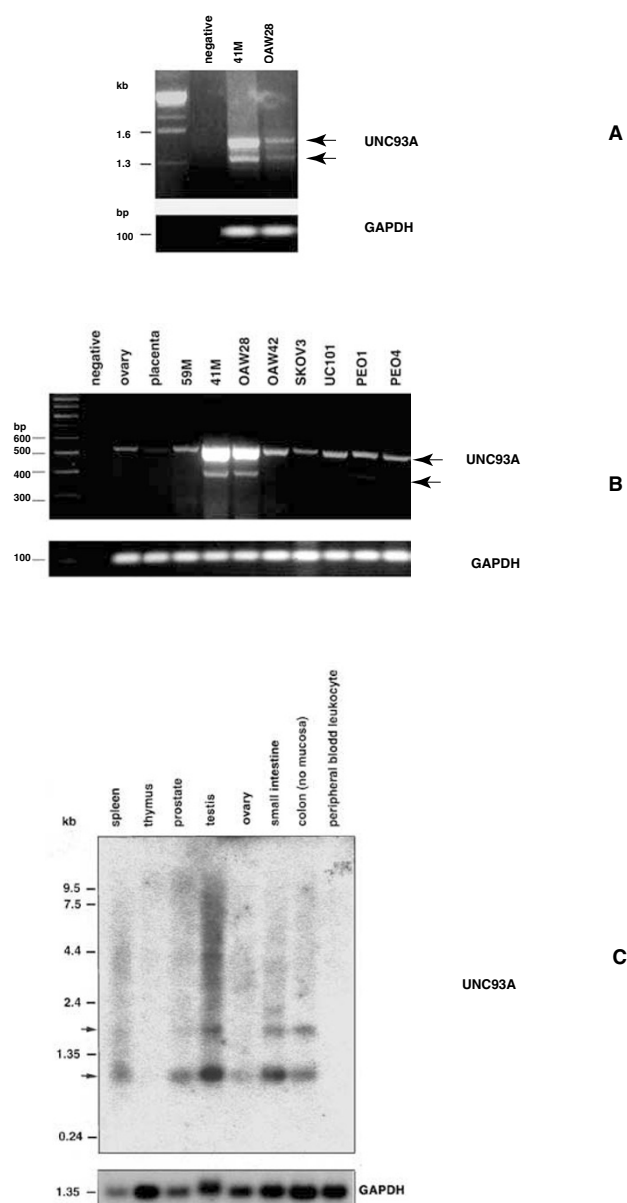 negative
41M
OAW28
kb
1.6
1.3
UNC93A
A
bp
100
GAPDH
negative
ovary
placenta
59M
41M
OAW28
OAW42
SKOV3
UC101
PEO1
PEO4
bp
600
500
400
300
UNC93A
B
100
GAPDH
spleen
thymus
prostate
testis
ovary
small intestine
colon (no mucosa)
peripheral blodd leukocyte
kb
9.5
7.5
4.4
2.4
1.35
0.24
UNC93A
C
1.35
GAPDH